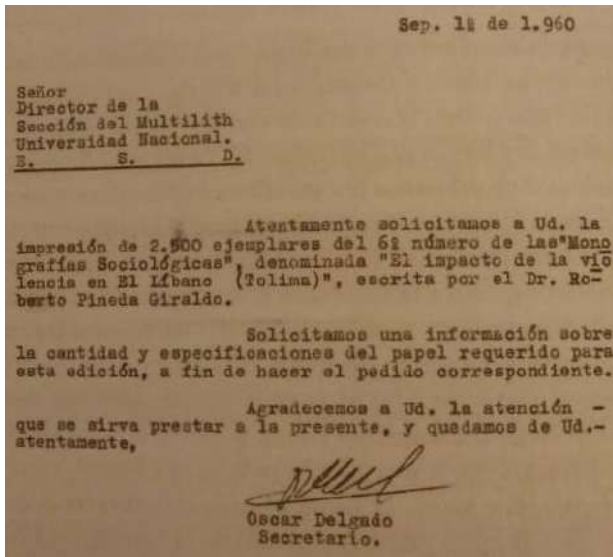 Sep. 1º de 1.960
Señor
Director de la
Sección del Multilith
Universidad Nacional.
E. S. D.
Atentamente solicitamos a Ud. la
impresión de 2.500 ejemplares del 6º número de las"Mono
grafías Sociológicas", denominada "El impacto de la vio
lencia en El Líbano (Tolima)", escrita por el Dr. Ro-
berto Pineda Giraldo.
Solicitamos una información sobre
la cantidad y especificaciones del papel requerido para
esta edición, a fin de hacer el pedido correspondiente.
Agradecemos a Ud. la atención -
que se sirva prestar a la presente, y quedamos de Ud.-
atentamente,
Oscar Delgado
Secretario.